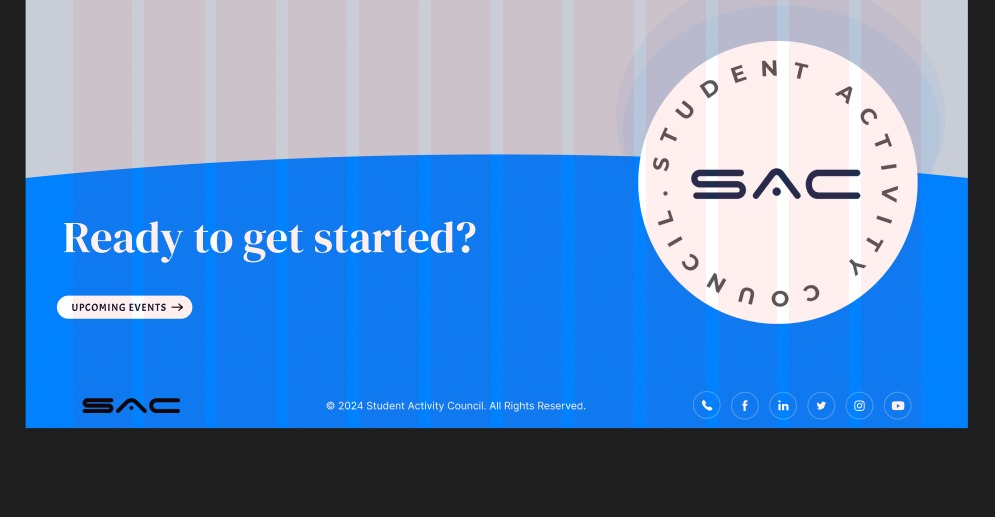 STUDENT ACTIVITY COUNCIL.
SAC
Ready to get started?
UPCOMING EVENTS →
SAC
© 2024 Student Activity Council. All Rights Reserved.